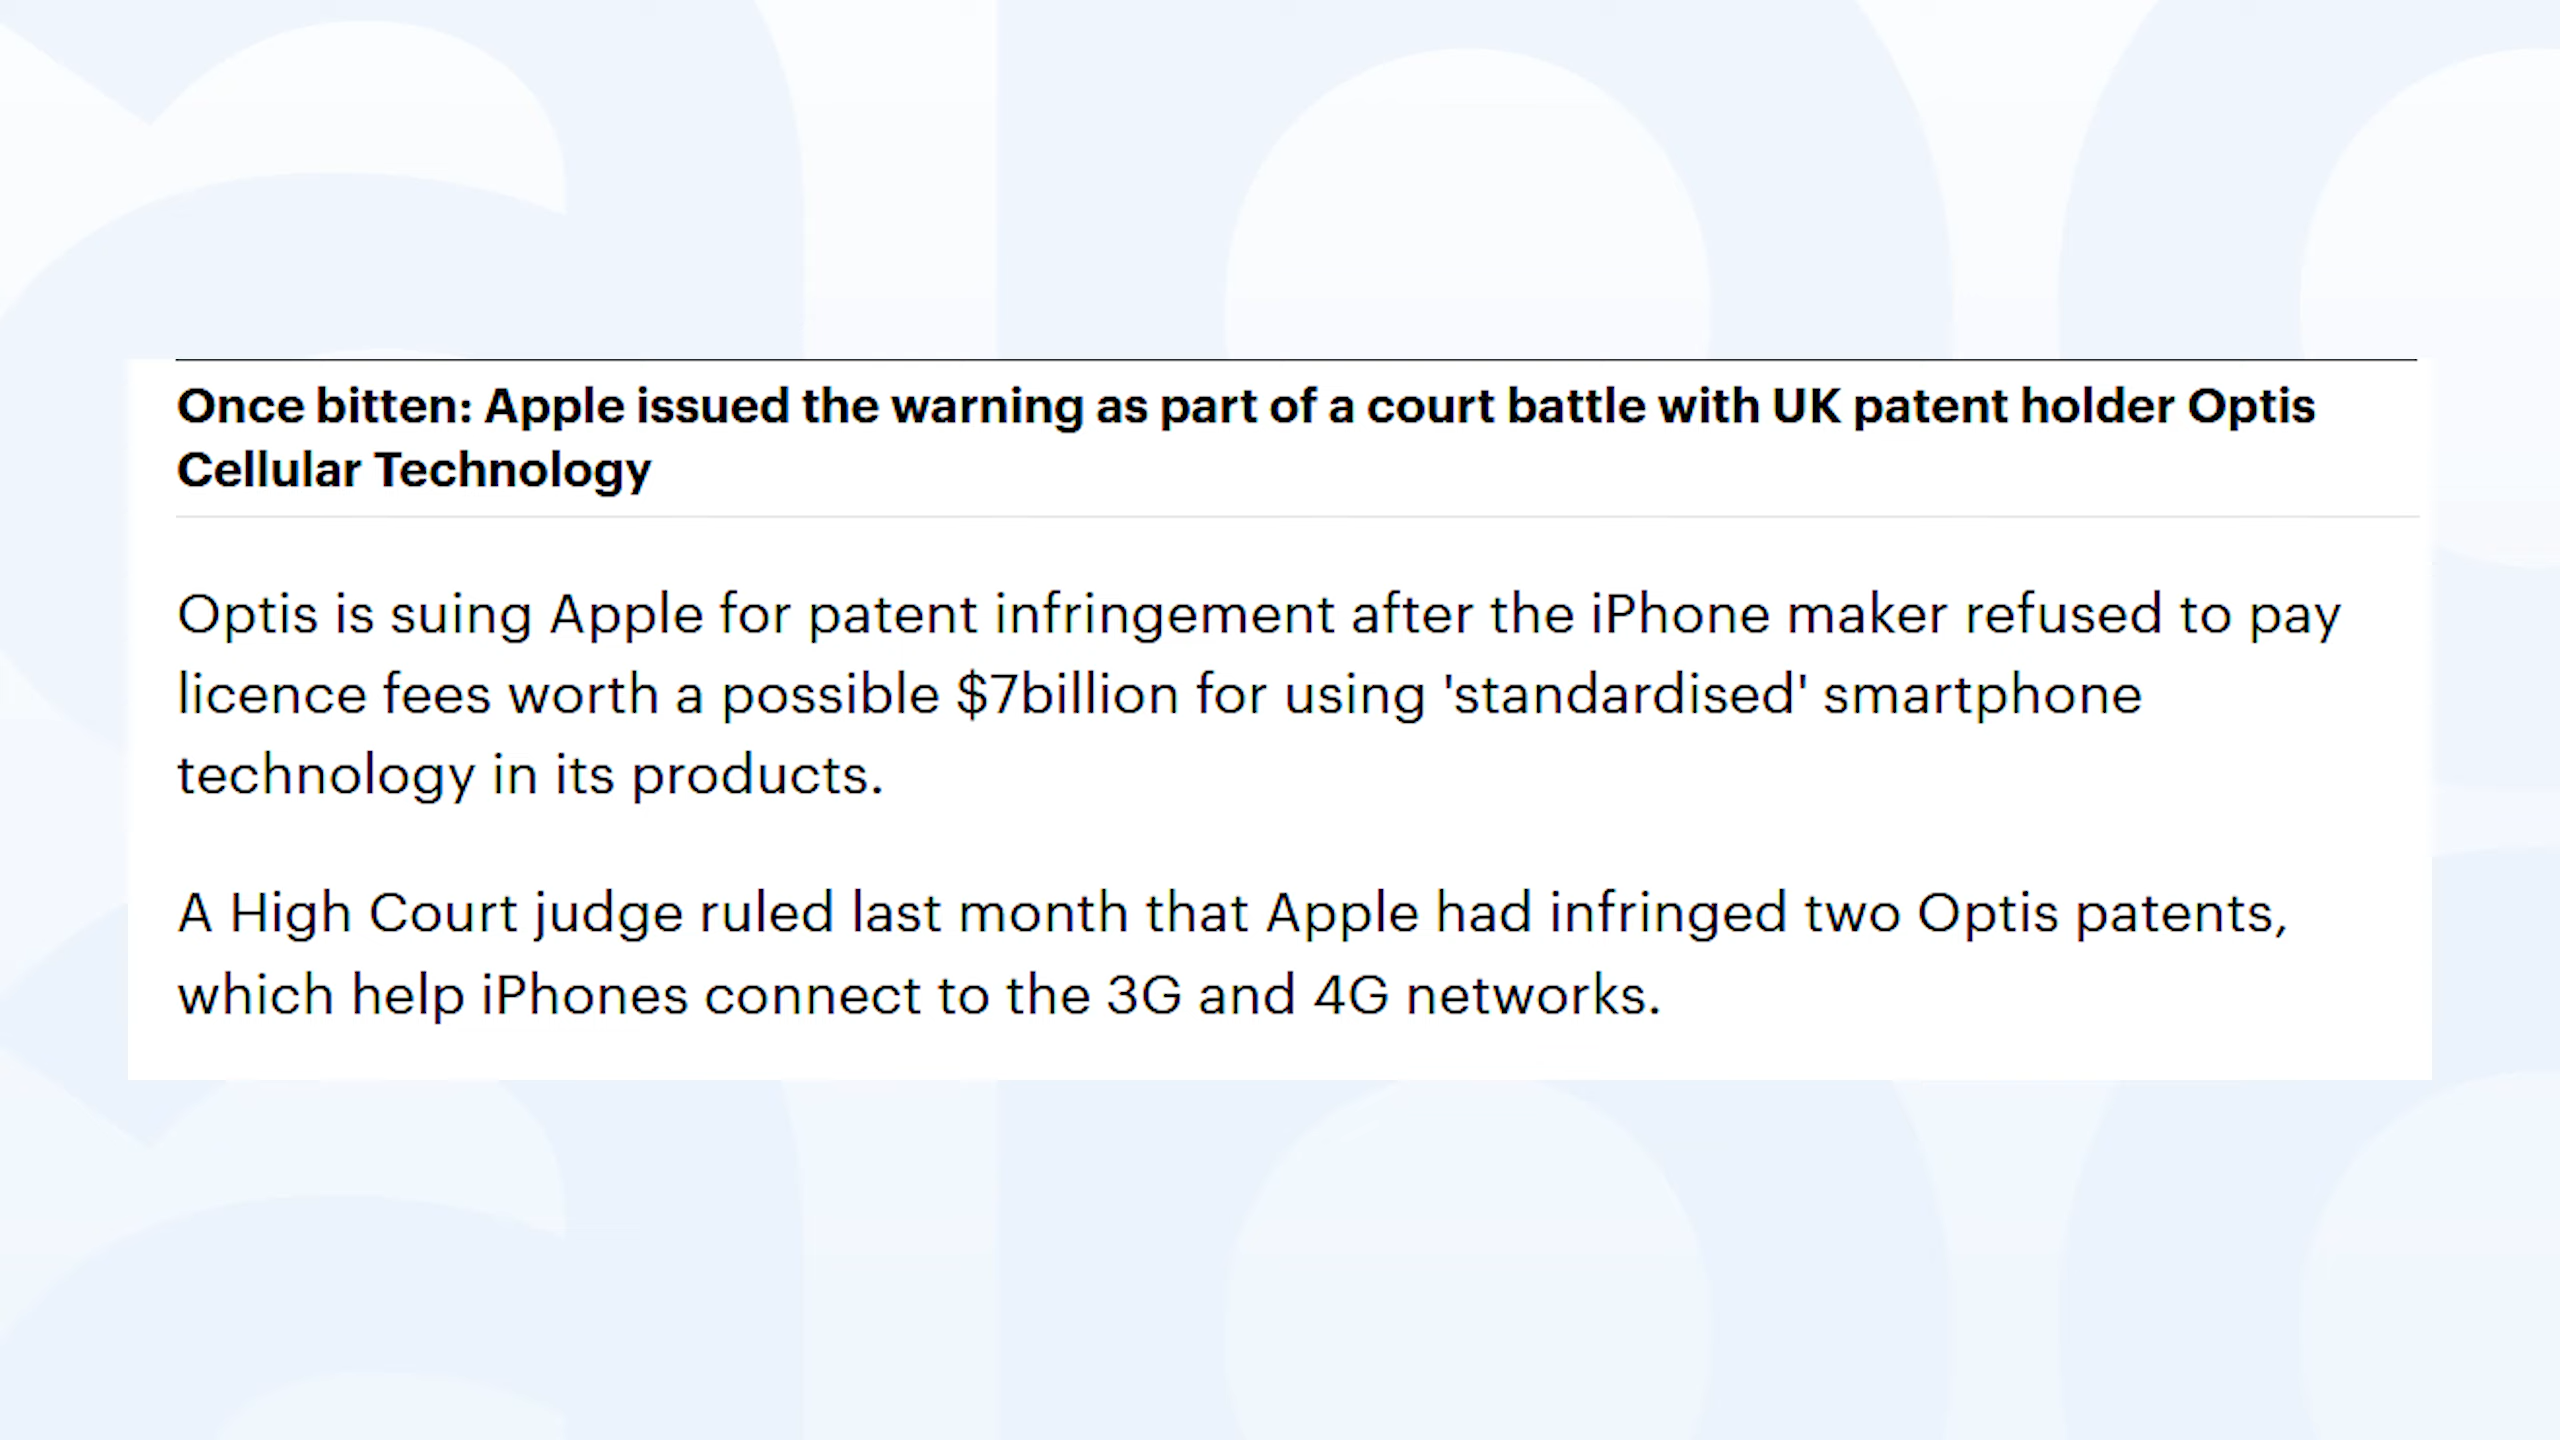 Once bitten: Apple issued the warning as part of a court battle with UK patent holder Optis
Cellular Technology
Optis is suing Apple for patent infringement after the iPhone maker refused to pay
licence fees worth a possible $7billion for using 'standardised' smartphone
technology in its products.
A High Court judge ruled last month that Apple had infringed two Optis patents,
which help iPhones connect to the 3G and 4G networks.